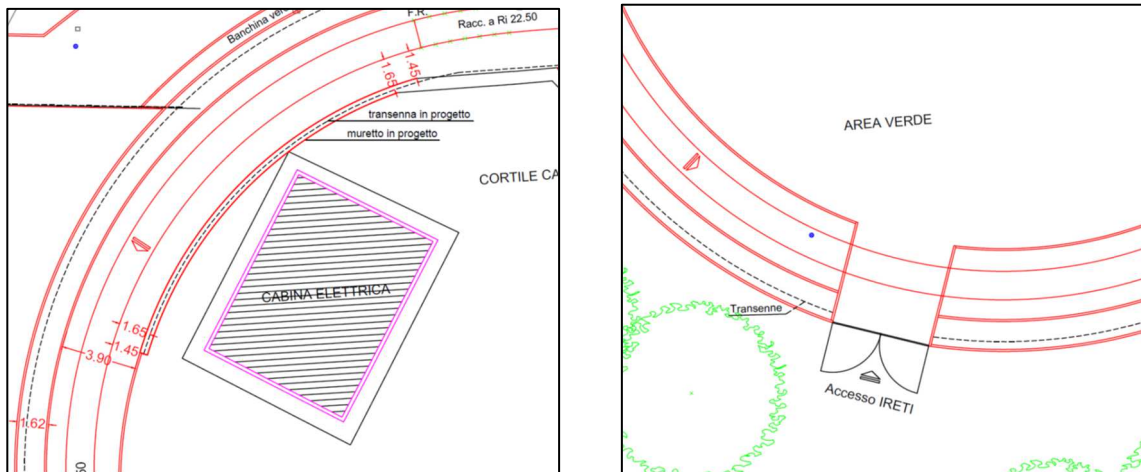 F.R.
Racc. a Ri 22.50
Banchina verd
1.45
1.65
transenna in progetto
muretto in progetto
CORTILE CA
CABINA ELETTRICA
1.65
1.45
3.90
1.62
AREA VERDE
Transenne
Accesso IRETI